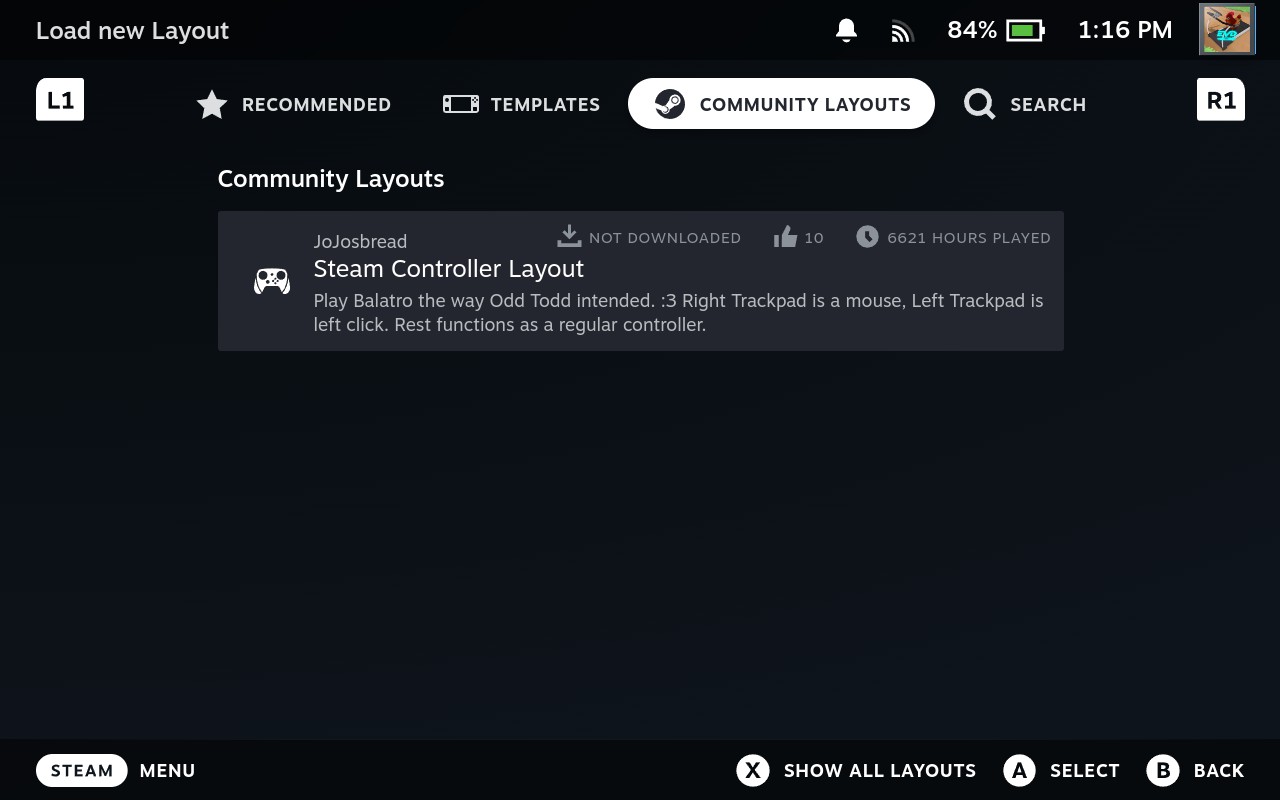 Load new Layout
84%
1:16 PM
L1
RECOMMENDED
TEMPLATES
COMMUNITY LAYOUTS
SEARCH
R1
Community Layouts
JoJosbread
NOT DOWNLOADED
10
6621 HOURS PLAYED
Steam Controller Layout
Play Balatro the way Odd Todd intended. :3 Right Trackpad is a mouse, Left Trackpad is
left click. Rest functions as a regular controller.
STEAM
MENU
X
SHOW ALL LAYOUTS
A
SELECT
B
BACK